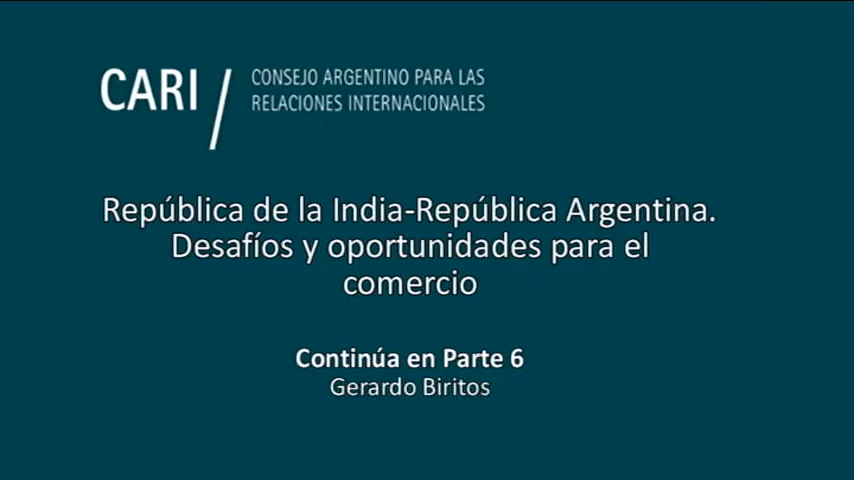 CARI
CONSEJO ARGENTINO PARA LAS
RELACIONES INTERNACIONALES
República de la India-República Argentina.
Desafíos y oportunidades para el
comercio
Continúa en Parte 6
Gerardo Biritos